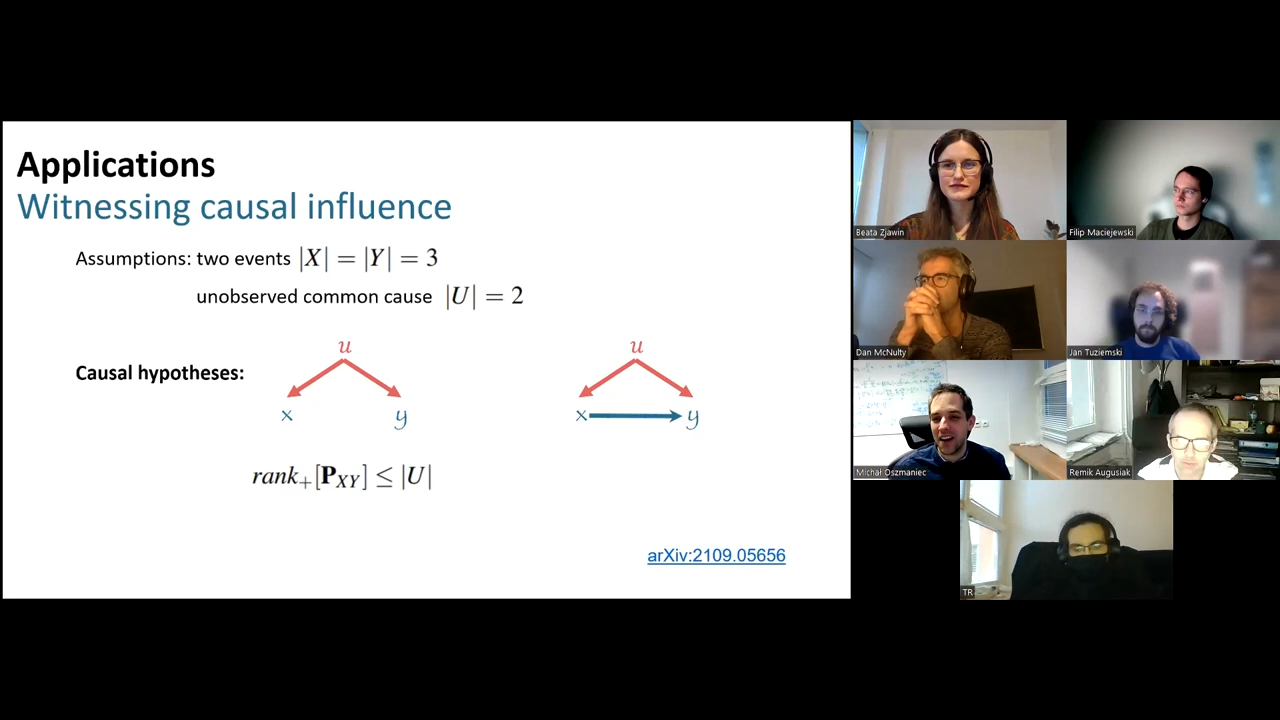 Applications
Witnessing causal influence
Assumptions: two events |X| = |Y| = 3
unobserved common cause |U| = 2
Causal hypotheses:
u
x
y
u
x
y
rank₊[P_XY] ≤ |U|
arXiv:2109.05656
Beata Zjawin
Filip Maciejewski
Dan McNulty
Jan Tuziemski
Michał Oszmaniec
Remik Augusiak
TR